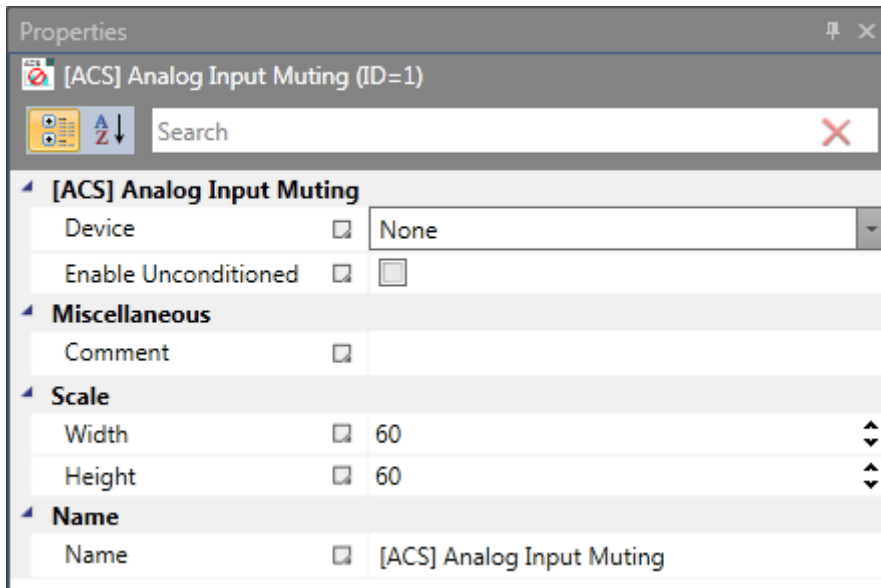 Properties
[ACS] Analog Input Muting (ID=1)
Search
[ACS] Analog Input Muting
Device None
Enable Unconditioned
Miscellaneous
Comment
Scale
Width 60
Height 60
Name
Name [ACS] Analog Input Muting